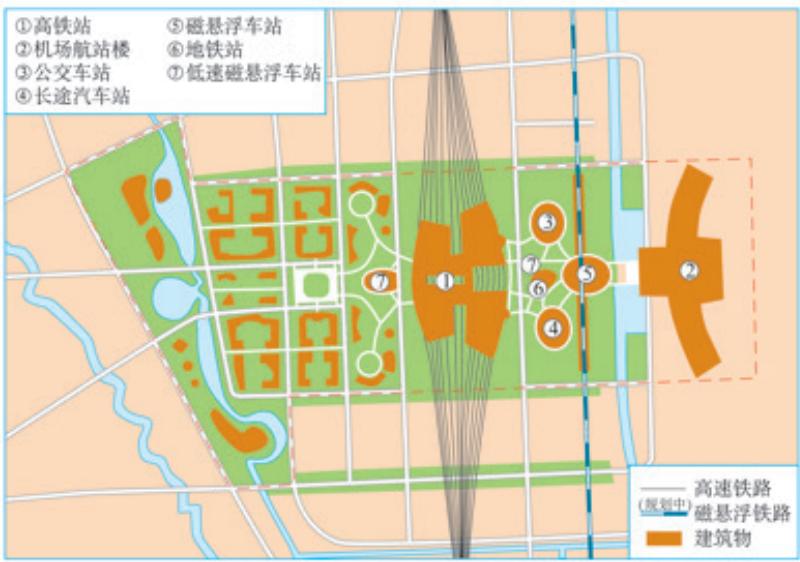 ①高铁站
②机场航站楼
③公交车站
④长途汽车站
⑤磁悬浮车站
⑥地铁站
⑦低速磁悬浮车站
③
⑦
⑦
①
⑥
⑤
②
④
高速铁路
(规划中)
磁悬浮铁路
建筑物